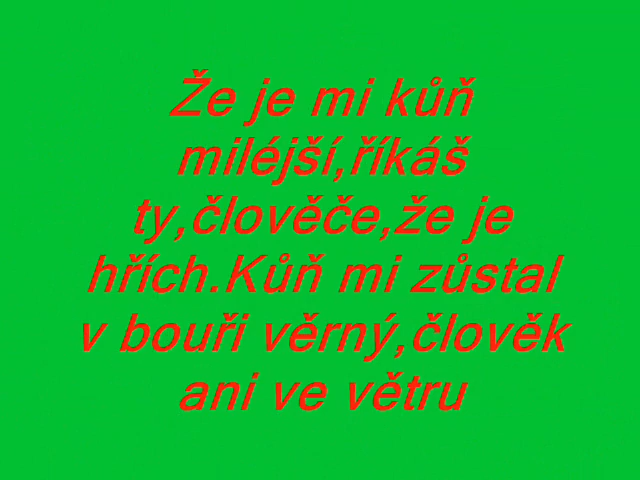 Že je mi kůň
miléjší,říkáš
ty,člověče,že je
hřích.Kůň mi zůstal
v bouři věrný,člověk
ani ve větru